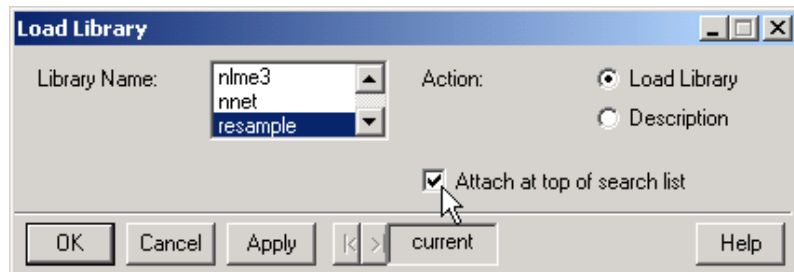 Load Library
Library Name:
nlme3
nnet
resample
Action:
Load Library
Description
Attach at top of search list
OK Cancel Apply |< >| current Help